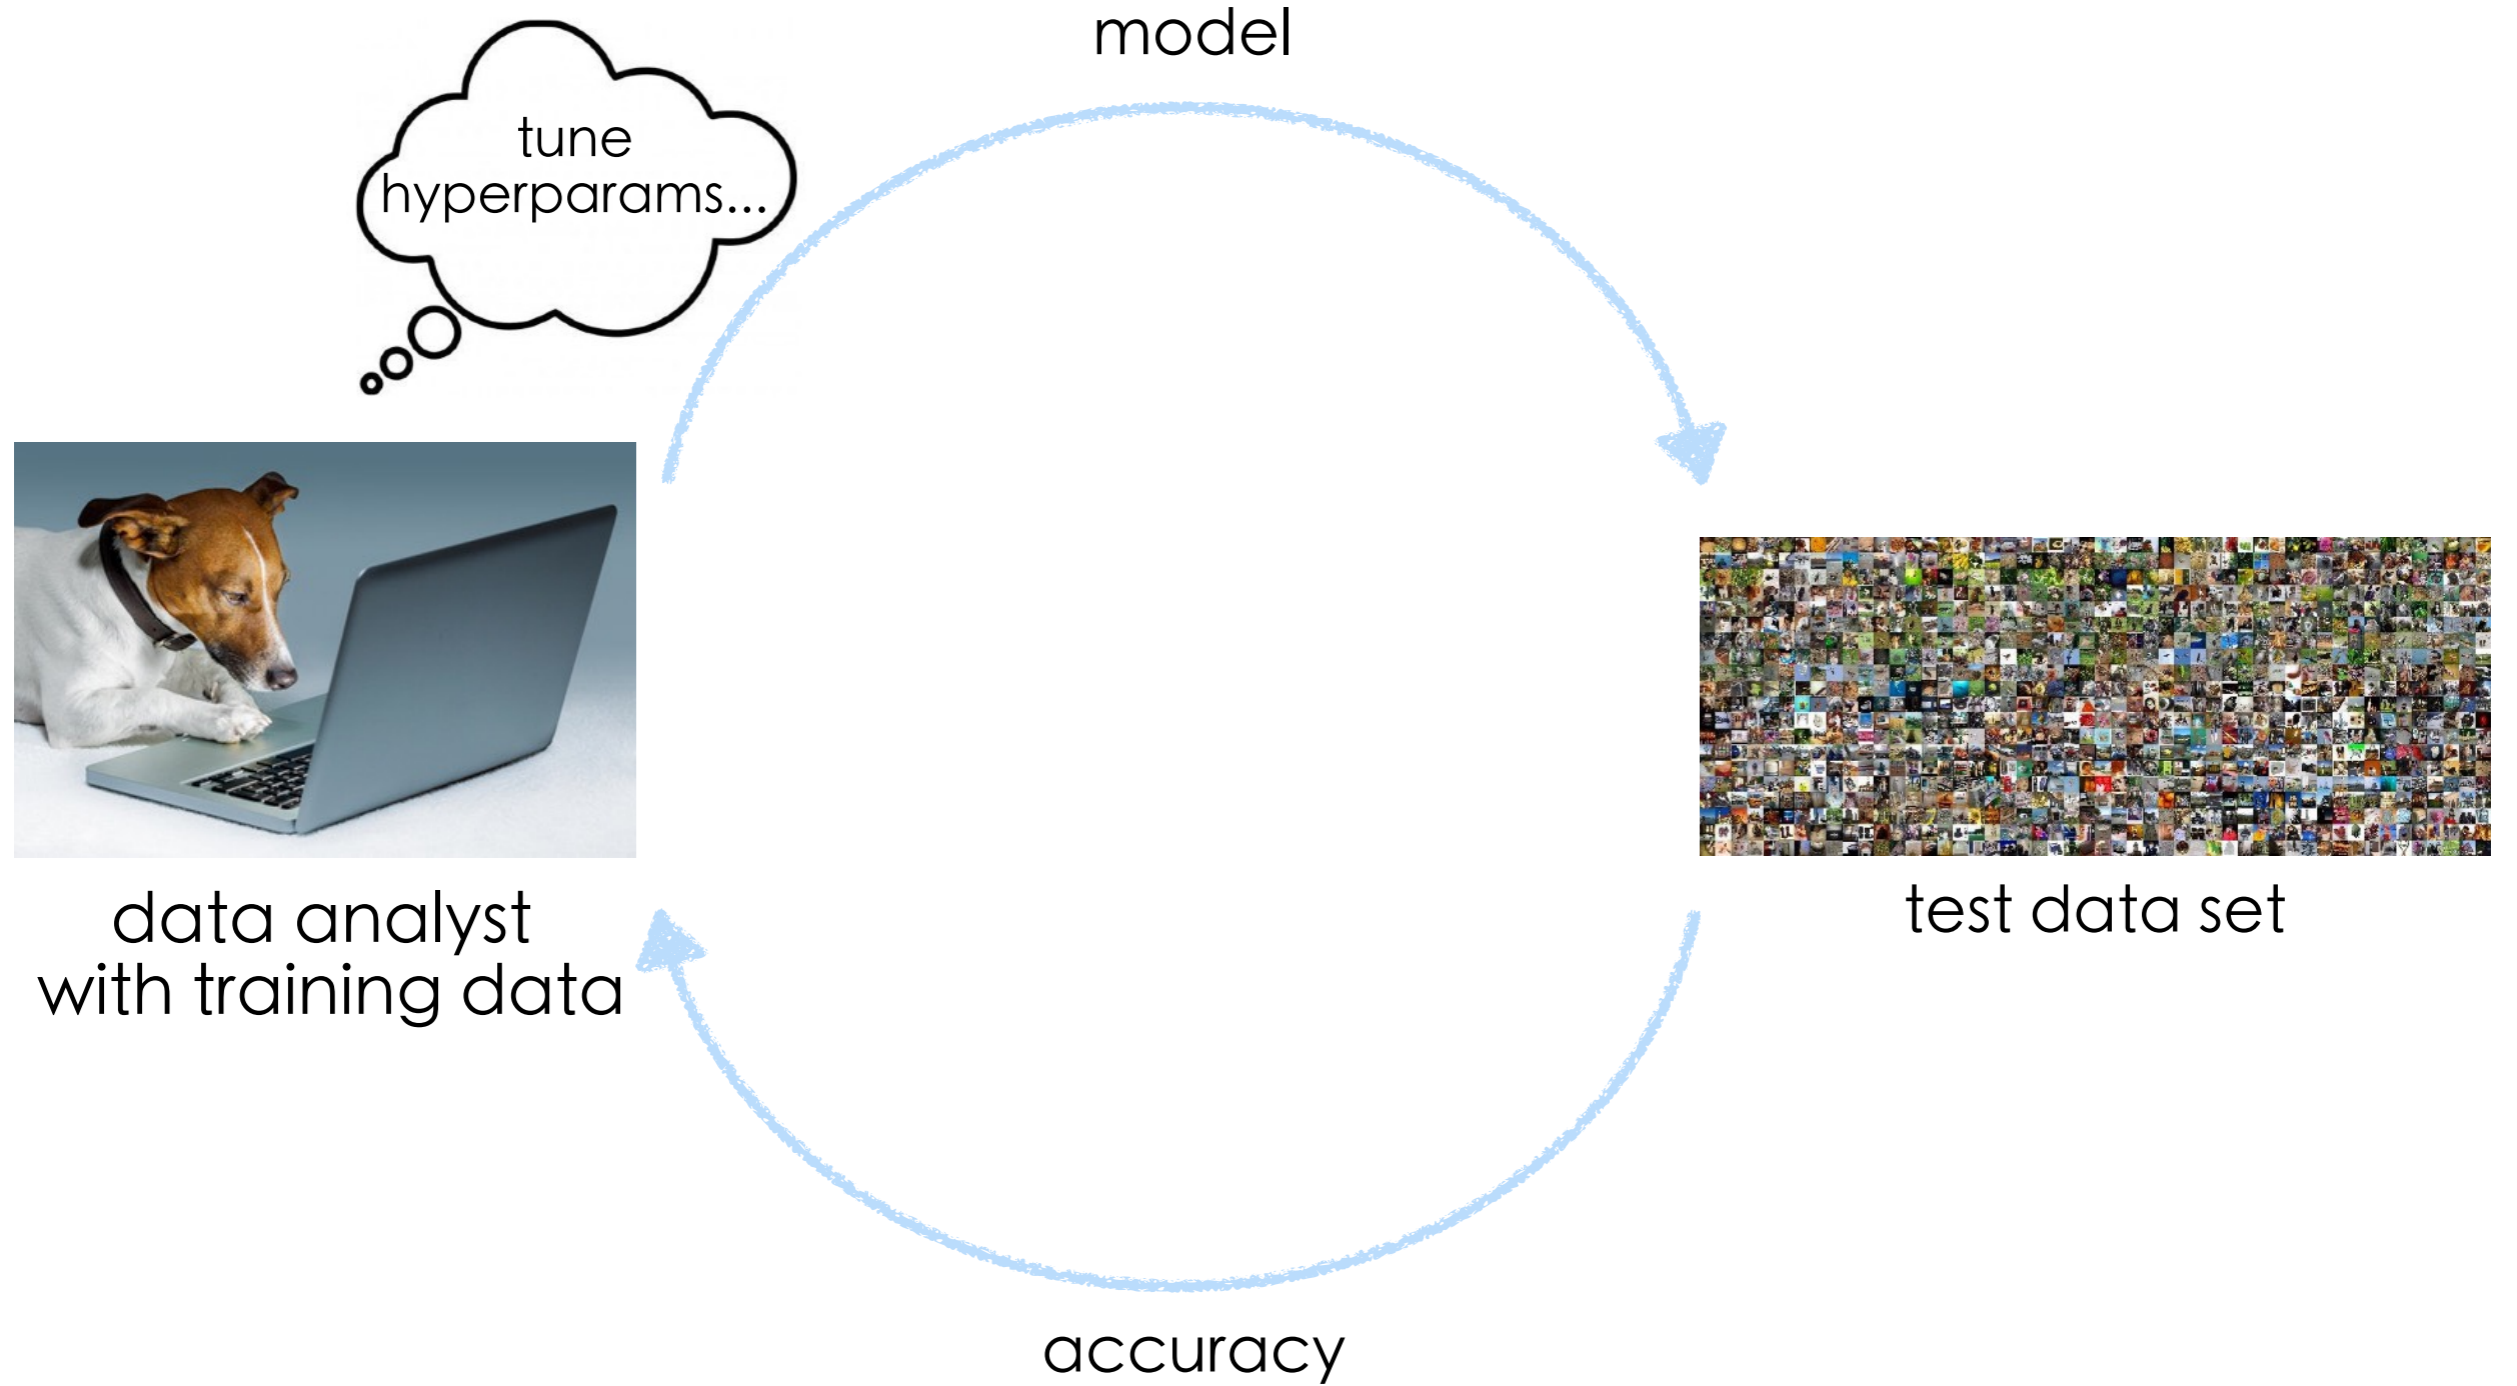 model
tune
hyperparams...
data analyst
with training data
test data set
accuracy